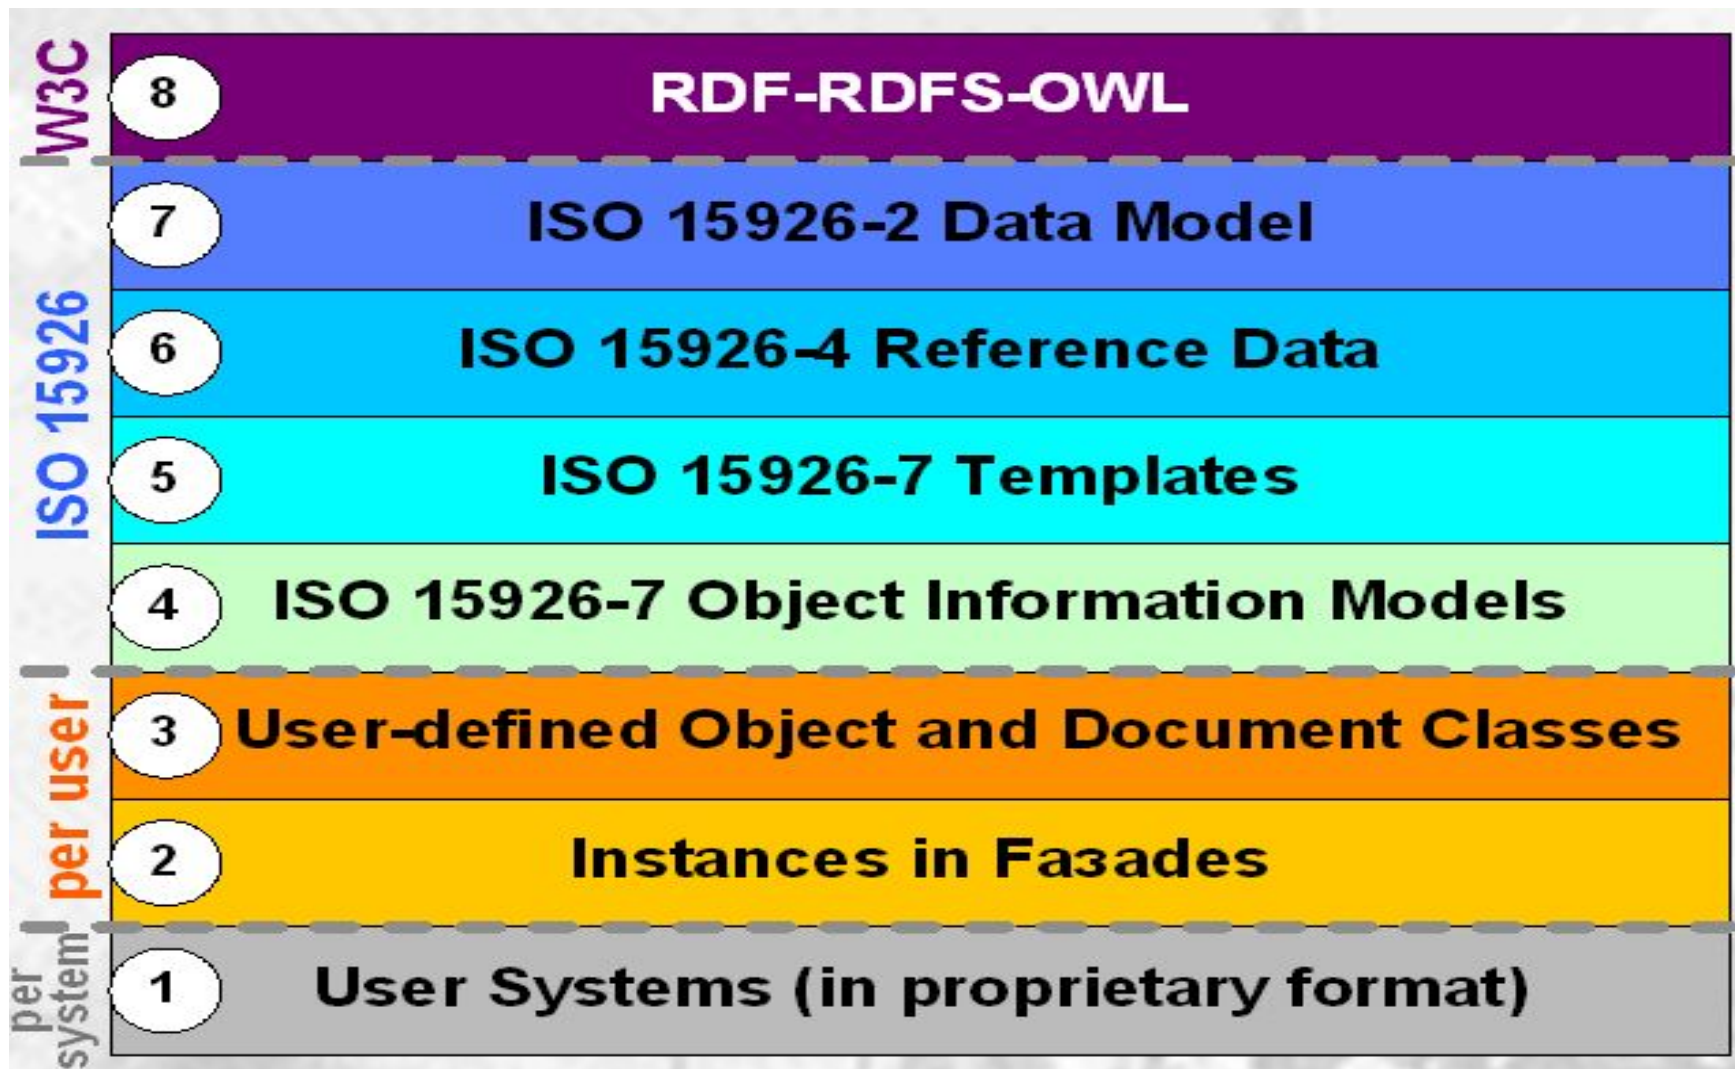 W3C
8
RDF-RDFS-OWL
ISO 15926
7
ISO 15926-2 Data Model
6
ISO 15926-4 Reference Data
5
ISO 15926-7 Templates
4
ISO 15926-7 Object Information Models
per user
3
User-defined Object and Document Classes
2
Instances in Faзades
per
system
1
User Systems (in proprietary format)